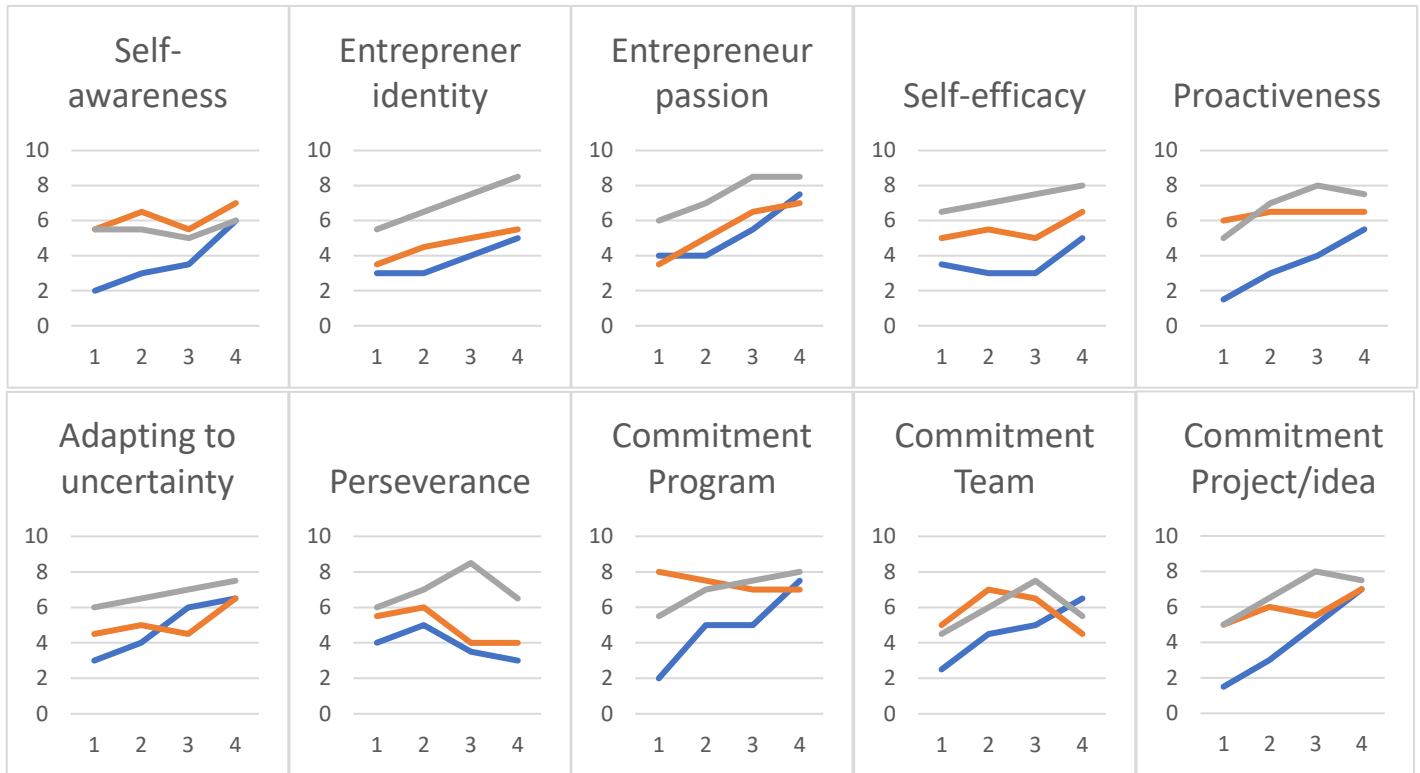 Self-
awareness
10
8
6
4
2
0
1 2 3 4
Entreprener
identity
10
8
6
4
2
0
1 2 3 4
Entrepreneur
passion
10
8
6
4
2
0
1 2 3 4
Self-efficacy
10
8
6
4
2
0
1 2 3 4
Proactiveness
10
8
6
4
2
0
1 2 3 4
Adapting to
uncertainty
10
8
6
4
2
0
1 2 3 4
Perseverance
10
8
6
4
2
0
1 2 3 4
Commitment
Program
10
8
6
4
2
0
1 2 3 4
Commitment
Team
10
8
6
4
2
0
1 2 3 4
Commitment
Project/idea
10
8
6
4
2
0
1 2 3 4